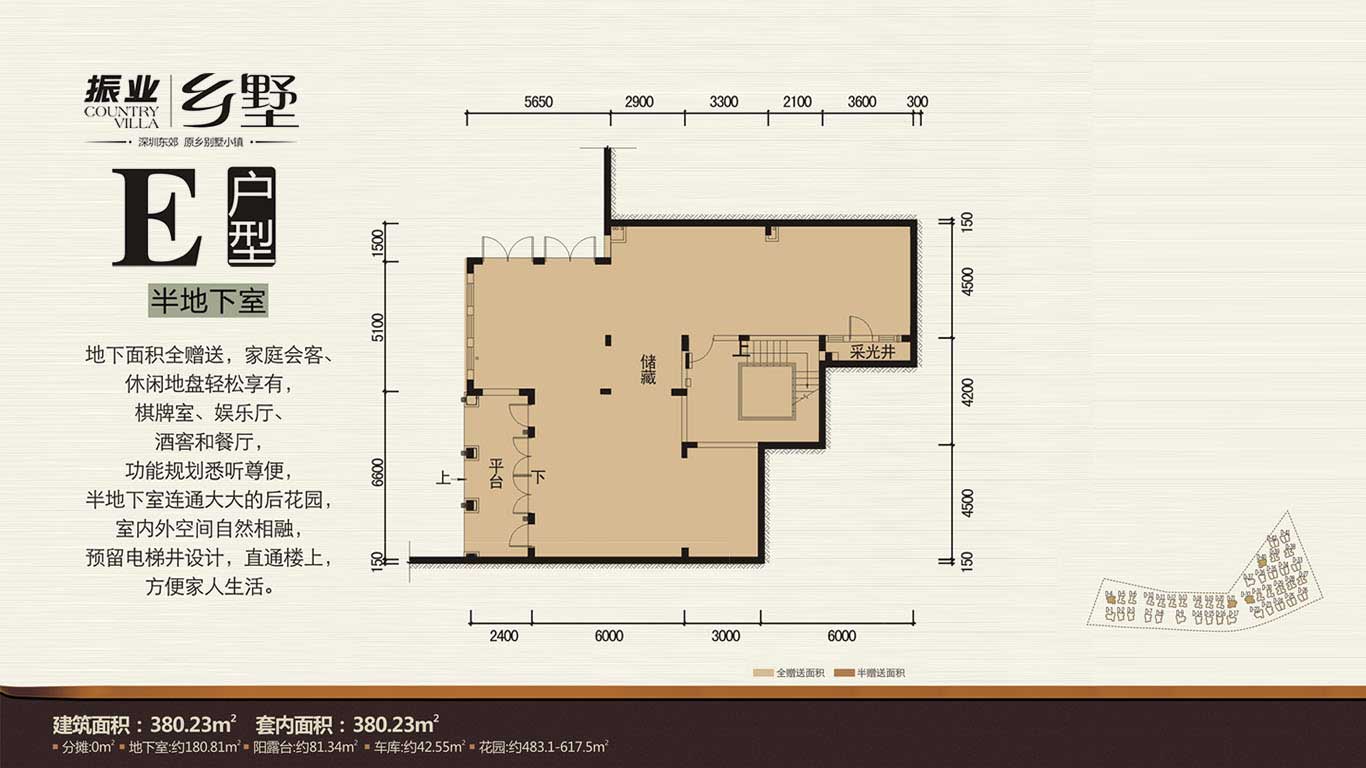 振业 乡墅
COUNTRY
VILLA
深圳东郊 原乡别墅小镇
E 户型
半地下室
地下面积全赠送，家庭会客、
休闲地盘轻松享有，
棋牌室、娱乐厅、
酒窖和餐厅，
功能规划悉听尊便，
半地下室连通大大的后花园，
室内外空间自然相融，
预留电梯井设计，直通楼上，
方便家人生活。
5650 2900 3300 2100 3600 300
1500
5100
6600
150
150
4500
4200
4500
150
上
采光井
储藏
平台
上
下
2400 6000 3000 6000
全赠送面积 半赠送面积
建筑面积：380.23㎡ 套内面积：380.23㎡
分摊:0㎡ 地下室:约180.81㎡ 阳露台:约81.34㎡ 车库:约42.55㎡ 花园:约483.1-617.5㎡